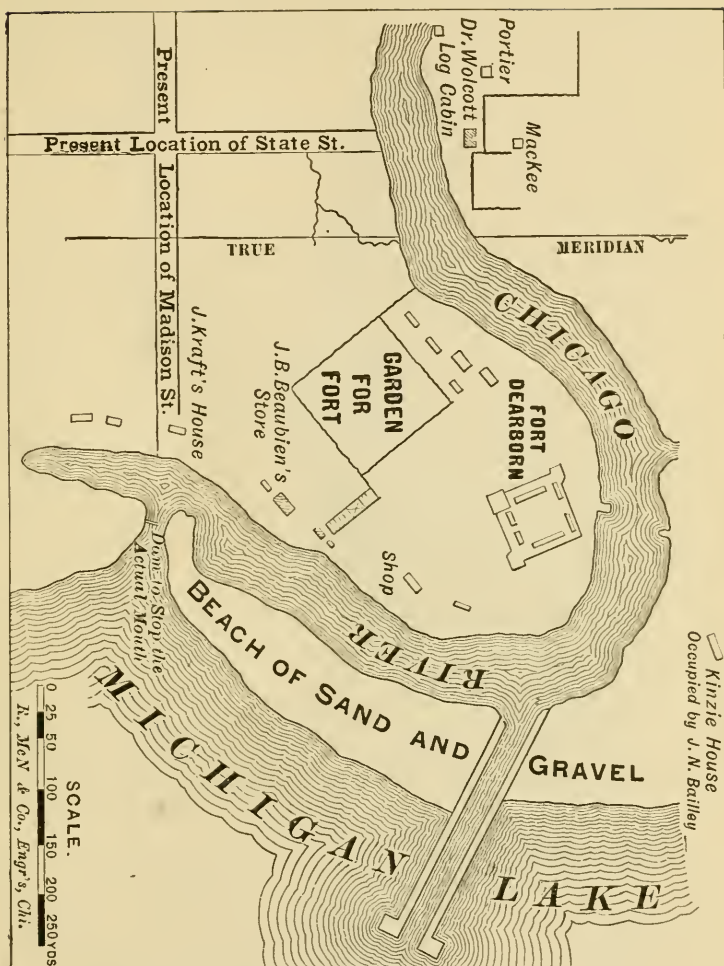 Portier
Dr. Wolcott
Log Cabin
MacKee
Present
Present Location of State St.
Location of Madison St.
TRUE
MERIDIAN
CHICAGO
RIVER
J. Kraft's House
J. B. Beaubien's
Store
GARDEN
FOR
FORT
FORT
DEARBORN
Shop
Kinzie House
Occupied by J. N. Bailley
Dam to Stop the
Actual Mouth
BEACH OF SAND AND
GRAVEL
MICHIGAN
LAKE
SCALE.
0 25 50 100 150 200 250 YDS
R., McN & Co., Engr's, Chi.